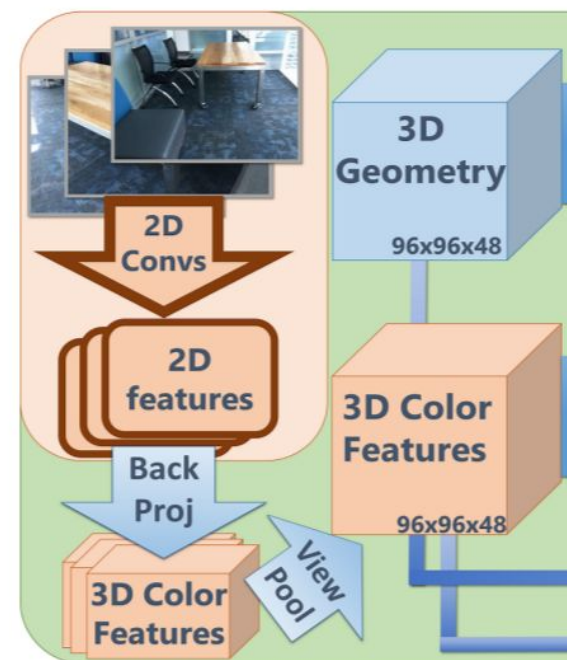 2D
Convs
2D
features
Back
Proj
3D Color
Features
View
Pool
3D
Geometry
96x96x48
3D Color
Features
96x96x48